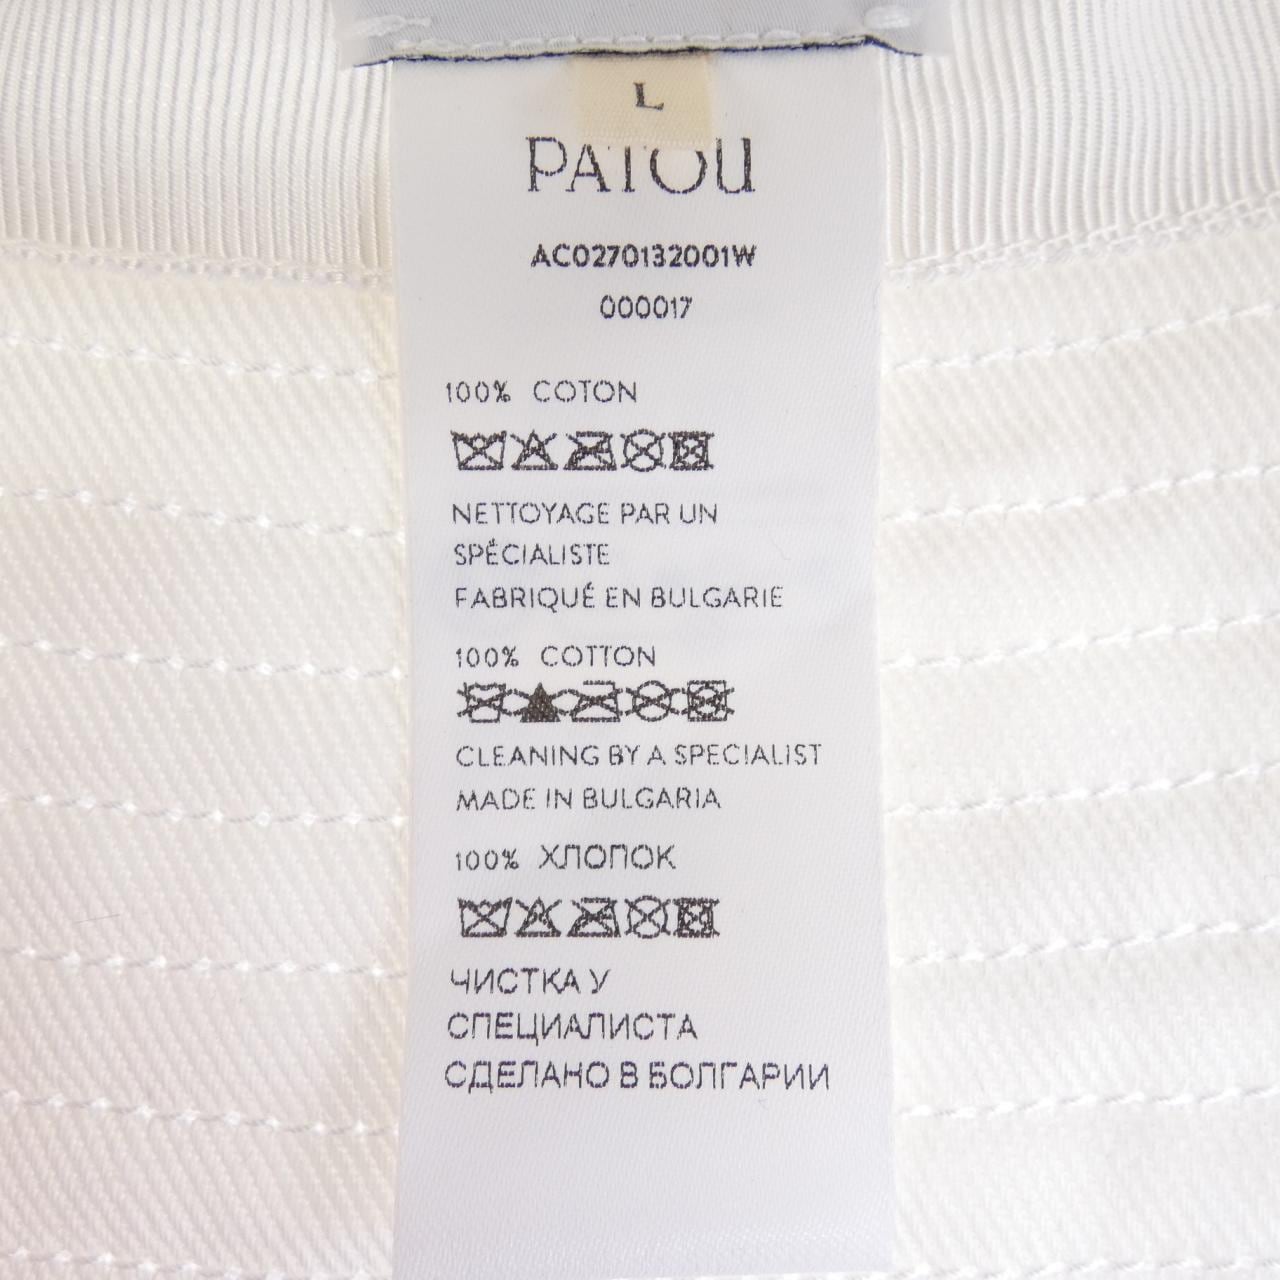 L
PATOU
AC0270132001W
000017
100% COTON
NETTOYAGE PAR UN
SPÉCIALISTE
FABRIQUÉ EN BULGARIE
100% COTTON
CLEANING BY A SPECIALIST
MADE IN BULGARIA
100% ХЛОПОК
ЧИСТКА У
СПЕЦИАЛИСТА
СДЕЛАНО В БОЛГАРИИ